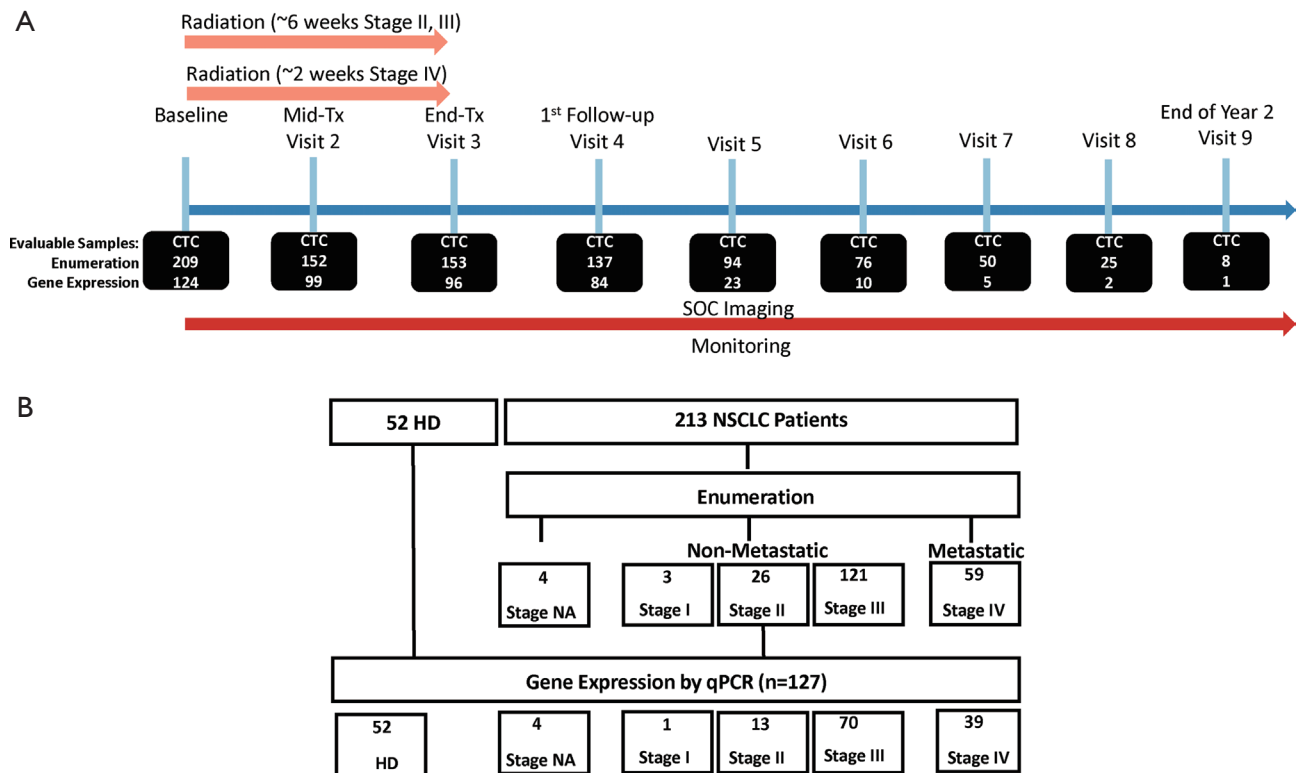 A
Radiation (~6 weeks Stage II, III)
Radiation (~2 weeks Stage IV)
Baseline
Mid-Tx
Visit 2
End-Tx
Visit 3
1st Follow-up
Visit 4
Visit 5
Visit 6
Visit 7
Visit 8
End of Year 2
Visit 9
Evaluable Samples: CTC CTC CTC CTC CTC CTC CTC CTC CTC
Enumeration 209 152 153 137 94 76 50 25 8
Gene Expression 124 99 96 84 23 10 5 2 1
SOC Imaging
Monitoring
B
52 HD
213 NSCLC Patients
Enumeration
Non-Metastatic Metastatic
4 3 26 121 59
Stage NA Stage I Stage II Stage III Stage IV
Gene Expression by qPCR (n=127)
52 4 1 13 70 39
HD Stage NA Stage I Stage II Stage III Stage IV